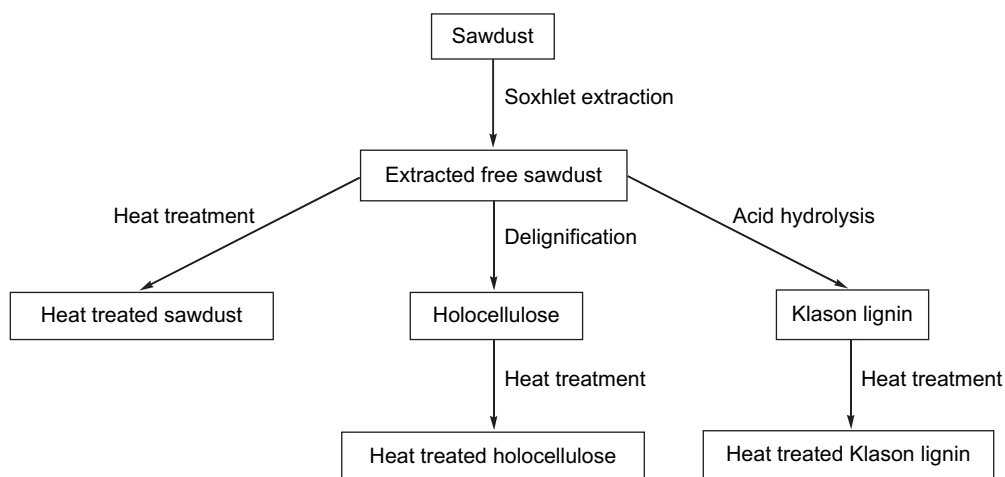 Sawdust
Soxhlet extraction
Extracted free sawdust
Heat treatment
Delignification
Acid hydrolysis
Heat treated sawdust
Holocellulose
Klason lignin
Heat treatment
Heat treatment
Heat treated holocellulose
Heat treated Klason lignin